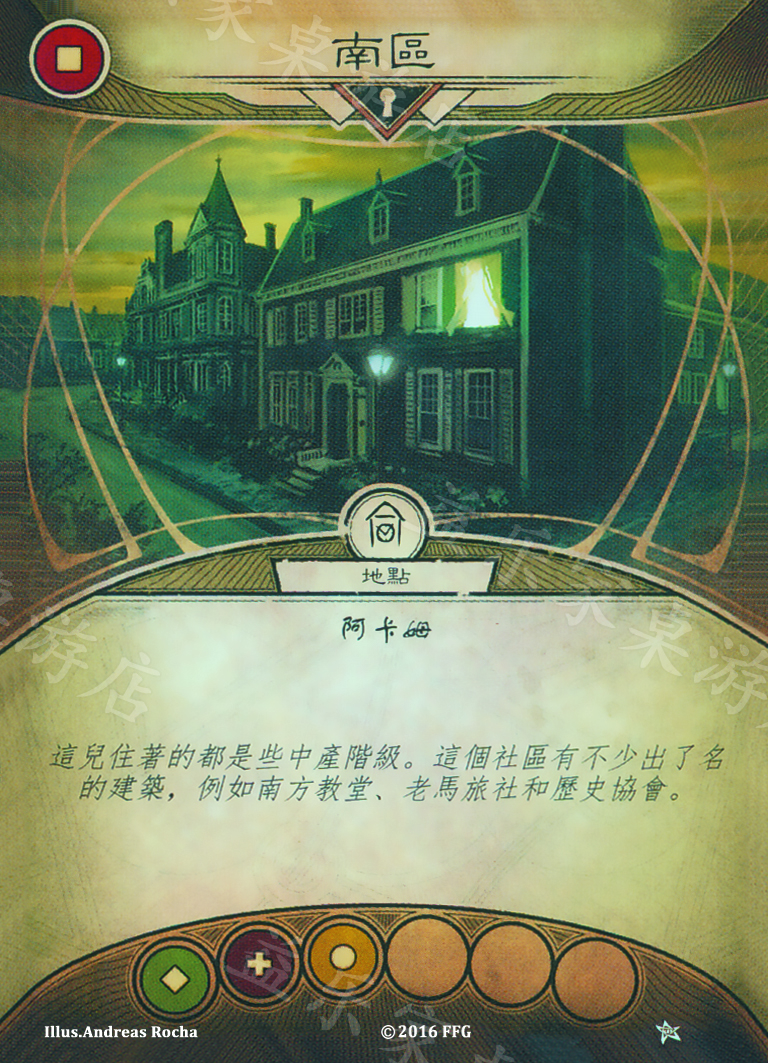 南區
地點
阿卡姆
這兒住著的都是些中產階級。這個社區有不少出了名
的建築，例如南方教堂、老馬旅社和歷史協會。
Illus.Andreas Rocha
©2016 FFG